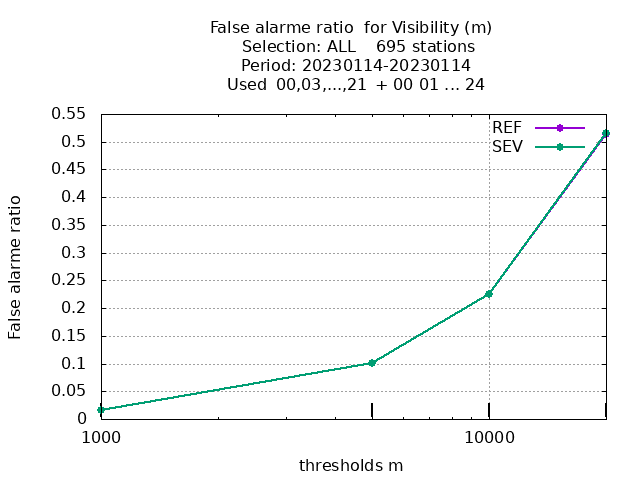 False alarme ratio  for Visibility (m)
Selection: ALL    695 stations
Period: 20230114-20230114
Used  00,03,...,21  + 00 01 ... 24
REF
SEV
0.55
0.5
0.45
0.4
0.35
0.3
0.25
0.2
0.15
0.1
0.05
0
False alarme ratio
1000
10000
thresholds m